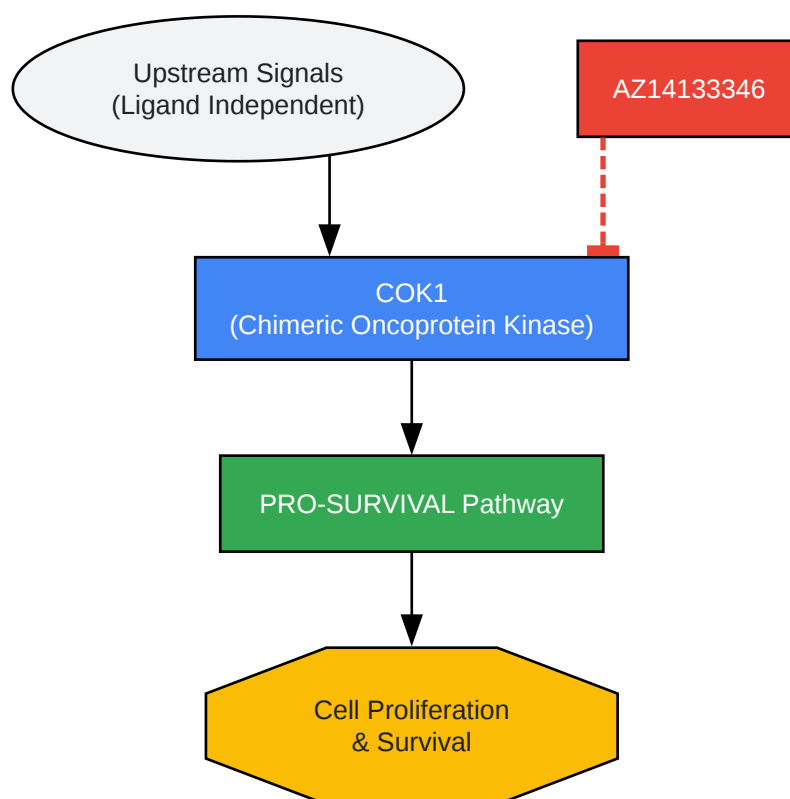 Upstream Signals
(Ligand Independent)
AZ14133346
COK1
(Chimeric Oncoprotein Kinase)
PRO-SURVIVAL Pathway
Cell Proliferation
& Survival